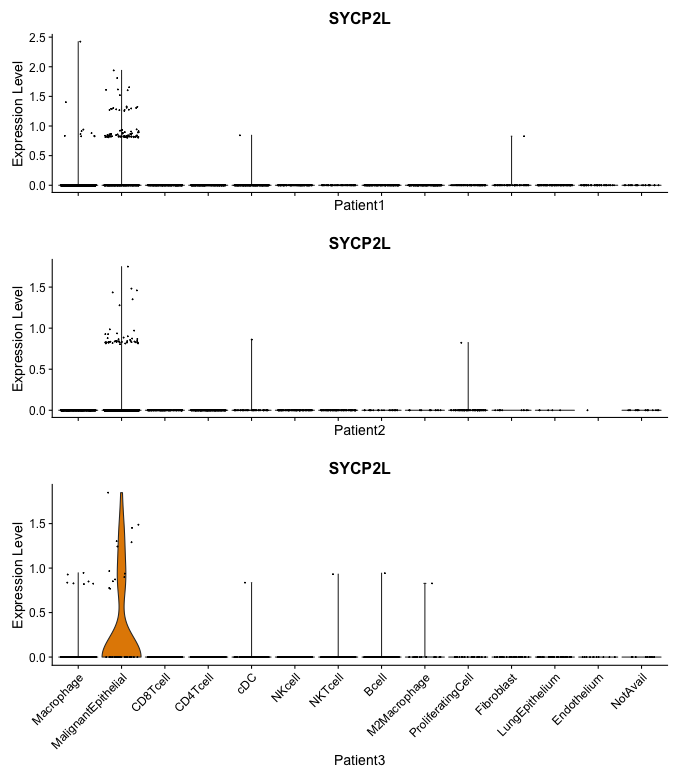 SYCP2L
Expression Level
2.5
2.0
1.5
1.0
0.5
0.0
Patient1
SYCP2L
Expression Level
1.5
1.0
0.5
0.0
Patient2
SYCP2L
Expression Level
1.5
1.0
0.5
0.0
Macrophage
MalignantEpithelial
CD8Tcell
CD4Tcell
cDC
NKcell
NKTcell
Bcell
M2Macrophage
ProliferatingCell
Fibroblast
LungEpithelium
Endothelium
NotAvail
Patient3